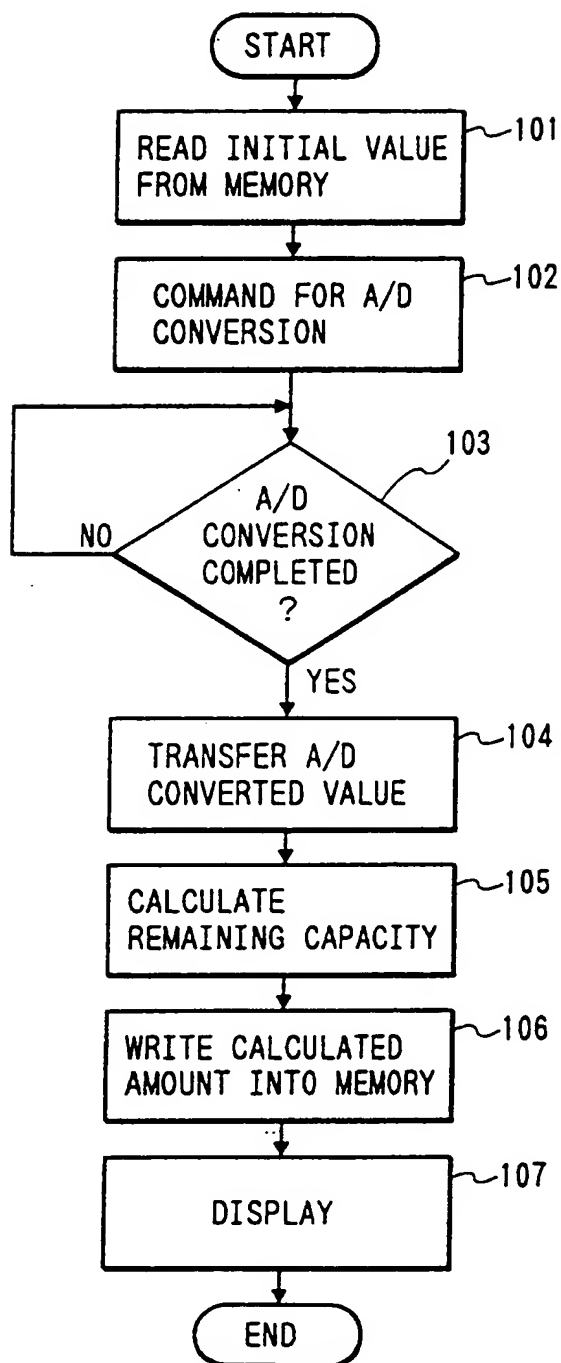 START
101
READ INITIAL VALUE
FROM MEMORY
102
COMMAND FOR A/D
CONVERSION
103
A/D
CONVERSION
COMPLETED
?
NO
YES
104
TRANSFER A/D
CONVERTED VALUE
105
CALCULATE
REMAINING CAPACITY
106
WRITE CALCULATED
AMOUNT INTO MEMORY
107
DISPLAY
END